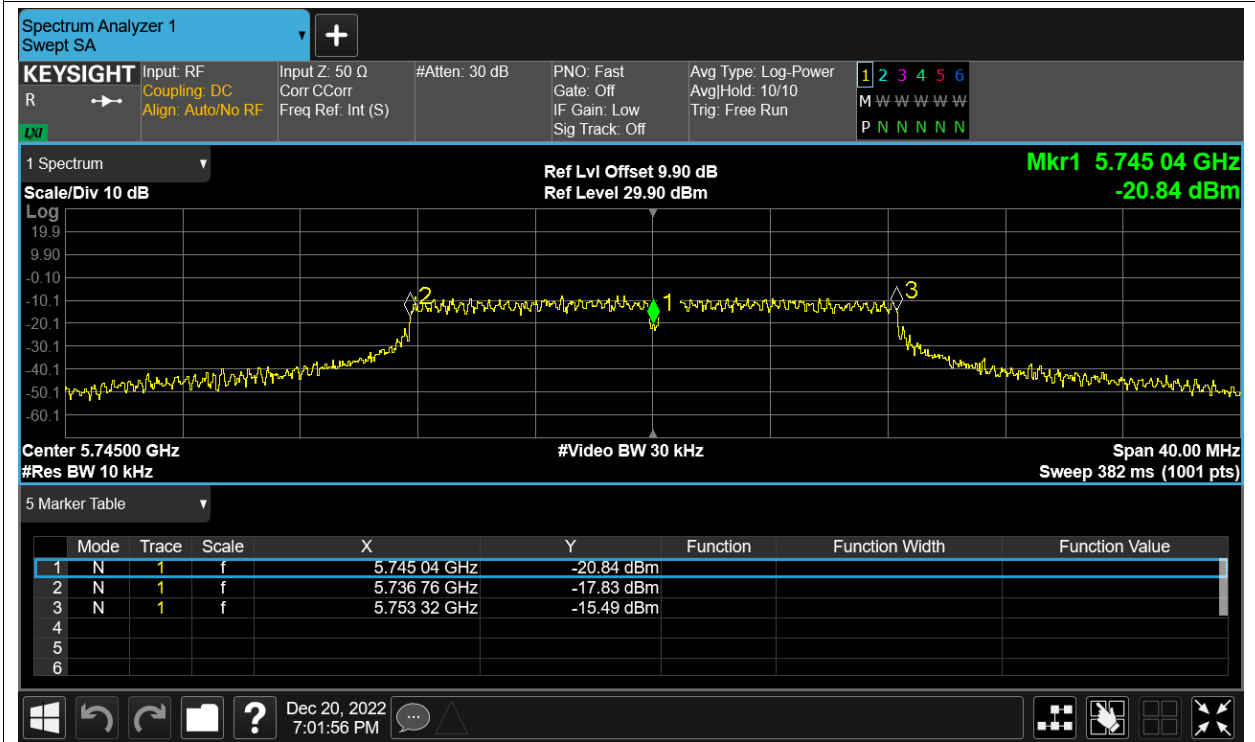 Spectrum Analyzer 1
Swept SA
KEYSIGHT
R
LXI
Input: RF
Coupling: DC
Align: Auto/No RF
Input Z: 50 Ω
Corr CCorr
Freq Ref: Int (S)
#Atten: 30 dB
PNO: Fast
Gate: Off
IF Gain: Low
Sig Track: Off
Avg Type: Log-Power
Avg|Hold: 10/10
Trig: Free Run
1 2 3 4 5 6
M W W W W W
P N N N N N
1 Spectrum
Scale/Div 10 dB
Ref Lvl Offset 9.90 dB
Ref Level 29.90 dBm
Mkr1 5.745 04 GHz
-20.84 dBm
Log
19.9
9.90
-0.10
-10.1
-20.1
-30.1
-40.1
-50.1
-60.1
2
1
3
Center 5.74500 GHz
#Video BW 30 kHz
Span 40.00 MHz
#Res BW 10 kHz
Sweep 382 ms (1001 pts)
5 Marker Table
Mode Trace Scale X Y Function Function Width Function Value
1 N 1 f 5.745 04 GHz -20.84 dBm
2 N 1 f 5.736 76 GHz -17.83 dBm
3 N 1 f 5.753 32 GHz -15.49 dBm
4
5
6
?
Dec 20, 2022
7:01:56 PM